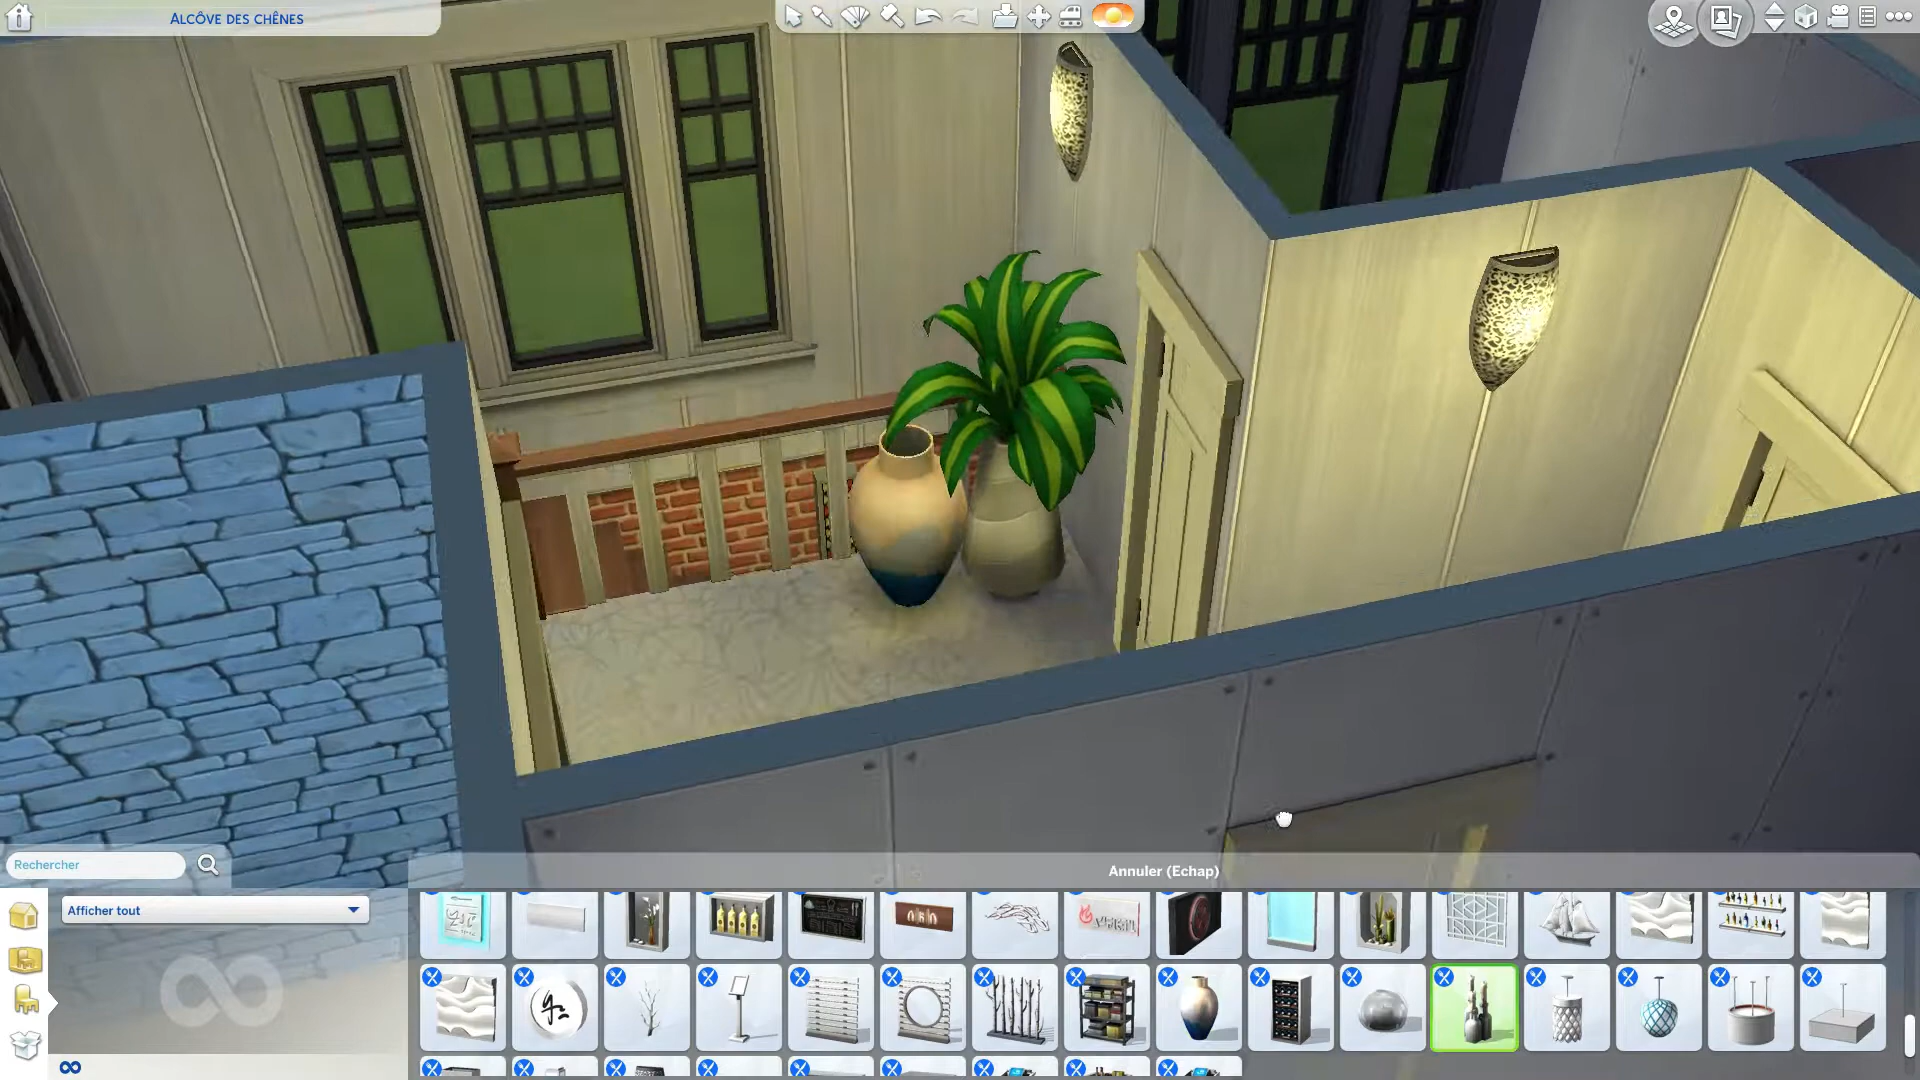 ALCÔVE DES CHÊNES
Rechercher
Annuler (Echap)
Afficher tout